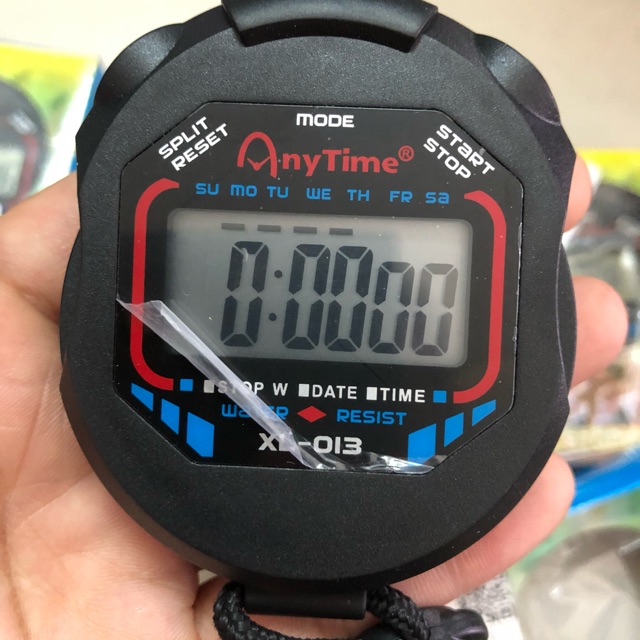 MODE
SPLIT
RESET
START
STOP
AnyTime®
SU MO TU WE TH FR SA
0:0000
STOP W DATE TIME
WATER RESIST
XL-013